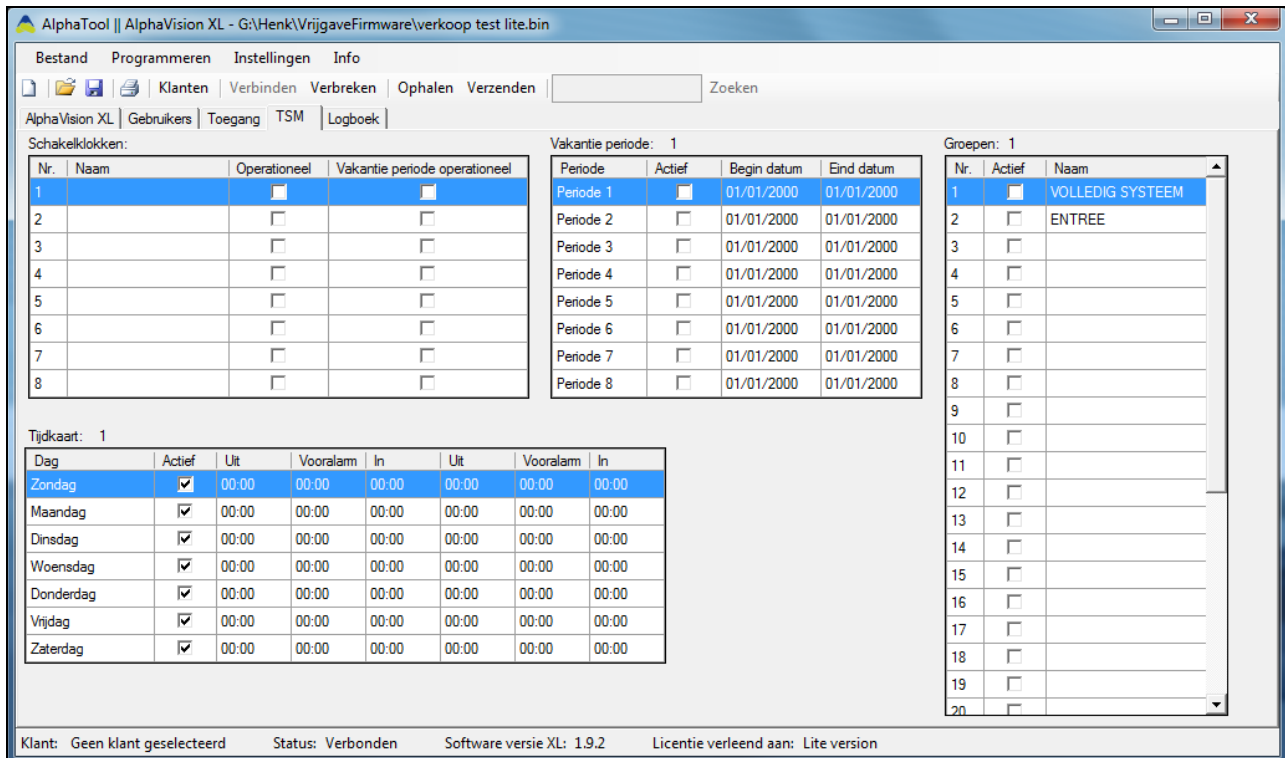 AlphaTool || AlphaVision XL - G:\Henk\VrijgaveFirmware\verkoop test lite.bin
Bestand Programmeren Instellingen Info
Klanten Verbinden Verbreken Ophalen Verzenden Zoeken
AlphaVision XL Gebruikers Toegang TSM Logboek
Schakelklokken:
Nr. Naam Operationeel Vakantie periode operationeel
1
2
3
4
5
6
7
8
Vakantie periode: 1
Periode Actief Begin datum Eind datum
Periode 1 01/01/2000 01/01/2000
Periode 2 01/01/2000 01/01/2000
Periode 3 01/01/2000 01/01/2000
Periode 4 01/01/2000 01/01/2000
Periode 5 01/01/2000 01/01/2000
Periode 6 01/01/2000 01/01/2000
Periode 7 01/01/2000 01/01/2000
Periode 8 01/01/2000 01/01/2000
Groepen: 1
Nr. Actief Naam
1 VOLLEDIG SYSTEEM
2 ENTREE
3
4
5
6
7
8
9
10
11
12
13
14
15
16
17
18
19
20
Tijdkaart: 1
Dag Actief Uit Vooralarm In Uit Vooralarm In
Zondag 00:00 00:00 00:00 00:00 00:00 00:00
Maandag 00:00 00:00 00:00 00:00 00:00 00:00
Dinsdag 00:00 00:00 00:00 00:00 00:00 00:00
Woensdag 00:00 00:00 00:00 00:00 00:00 00:00
Donderdag 00:00 00:00 00:00 00:00 00:00 00:00
Vrijdag 00:00 00:00 00:00 00:00 00:00 00:00
Zaterdag 00:00 00:00 00:00 00:00 00:00 00:00
Klant: Geen klant geselecteerd Status: Verbonden Software versie XL: 1.9.2 Licentie verleend aan: Lite version